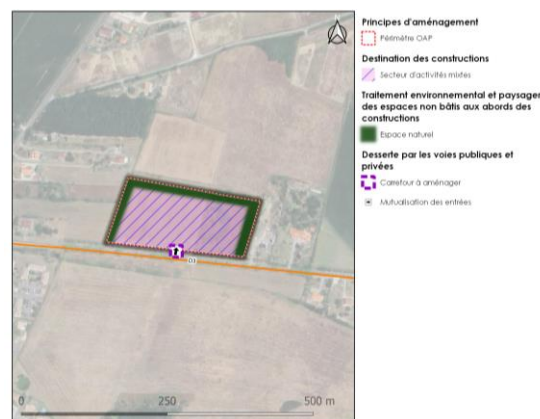 Principes d'aménagement
Périmètre OAP
Destination des constructions
Secteur d'activités mixtes
Traitement environnemental et paysager
des espaces non bâtis aux abords des
constructions
Espace naturel
Desserte par les voies publiques et
privées
Carrefour à aménager
Mutualisation des entrées
0 250 500 m